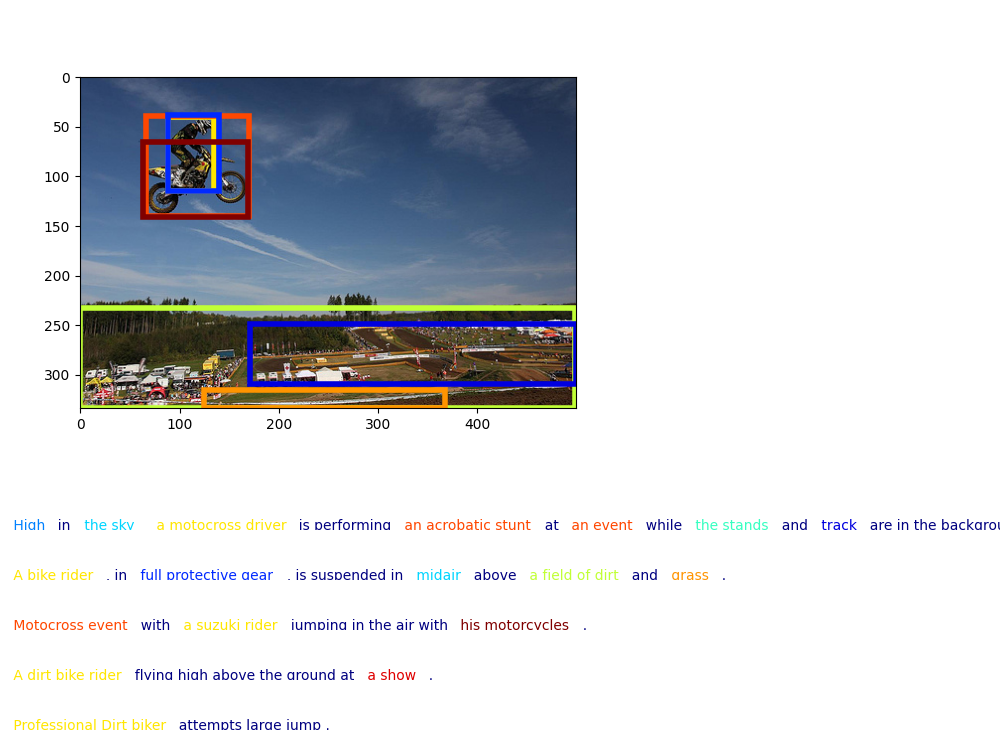 0
50
100
150
200
250
300
0 100 200 300 400
High in the sky a motocross driver is performing an acrobatic stunt at an event while the stands and track are in the backgrou
A bike rider , in full protective gear , is suspended in midair above a field of dirt and grass .
Motocross event with a suzuki rider jumping in the air with his motorcycles .
A dirt bike rider flying high above the ground at a show .
Professional Dirt biker attempts large jump .